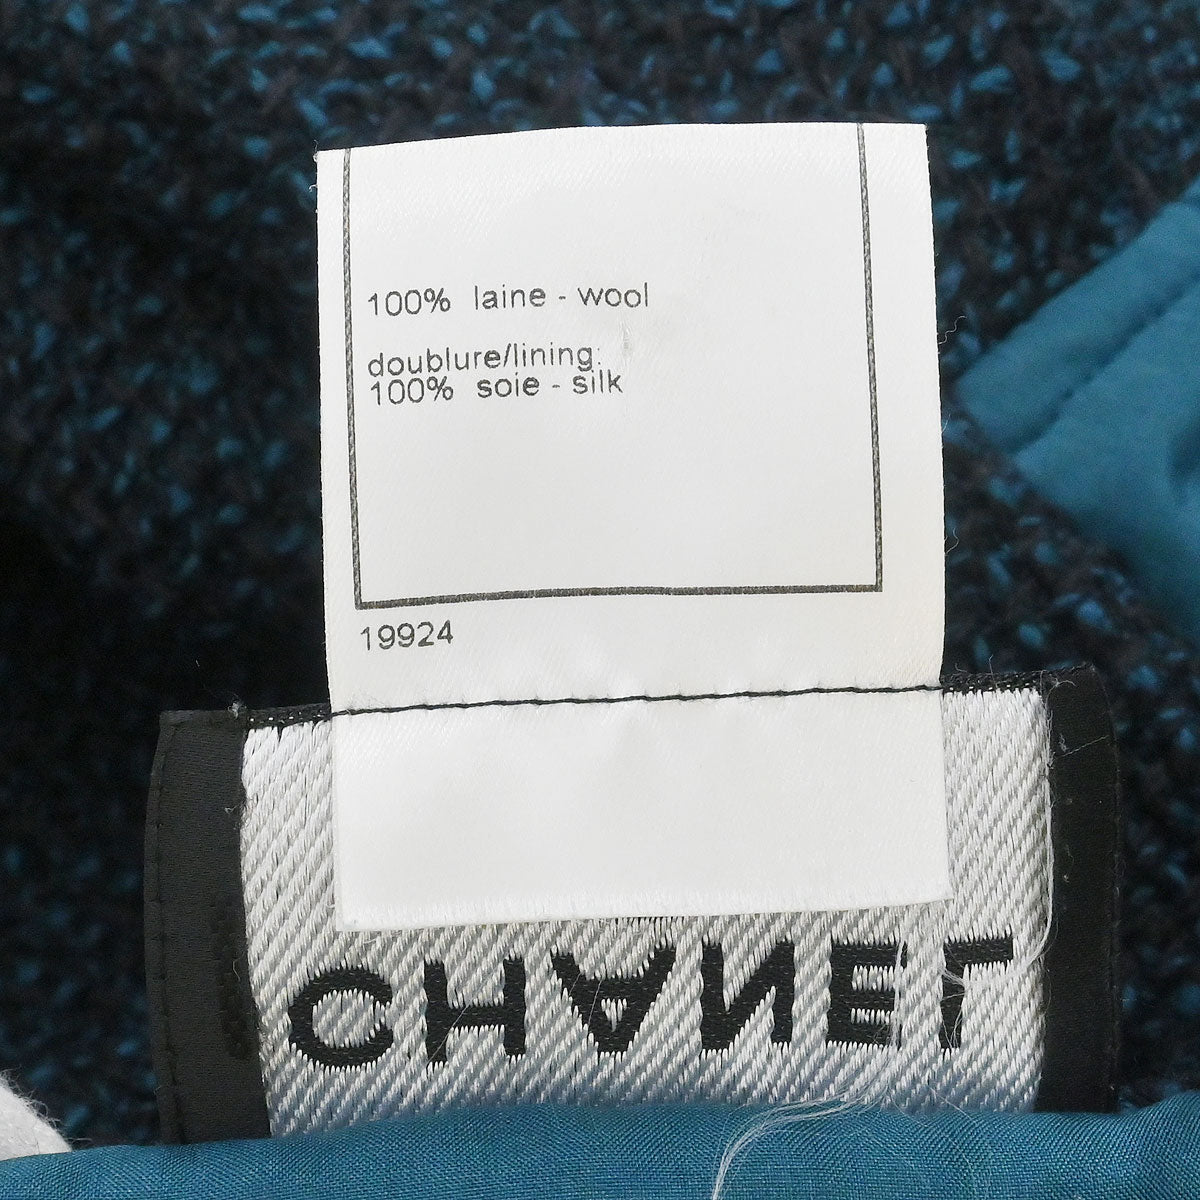 100% laine - wool
doublure/lining:
100% soie - silk
19924
CHANEL